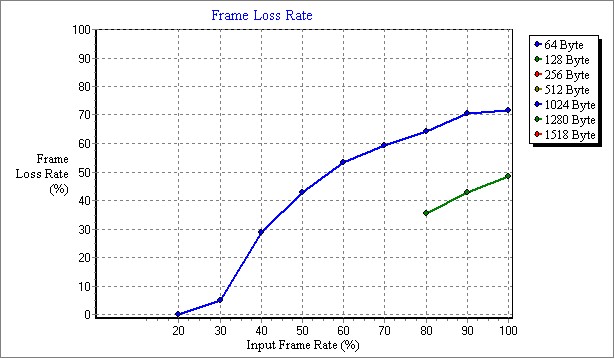 Frame Loss Rate
100
90
80
70
60
50
40
30
20
10
0
Frame
Loss Rate
(%)
20 30 40 50 60 70 80 90 100
Input Frame Rate (%)
64 Byte
128 Byte
256 Byte
512 Byte
1024 Byte
1280 Byte
1518 Byte